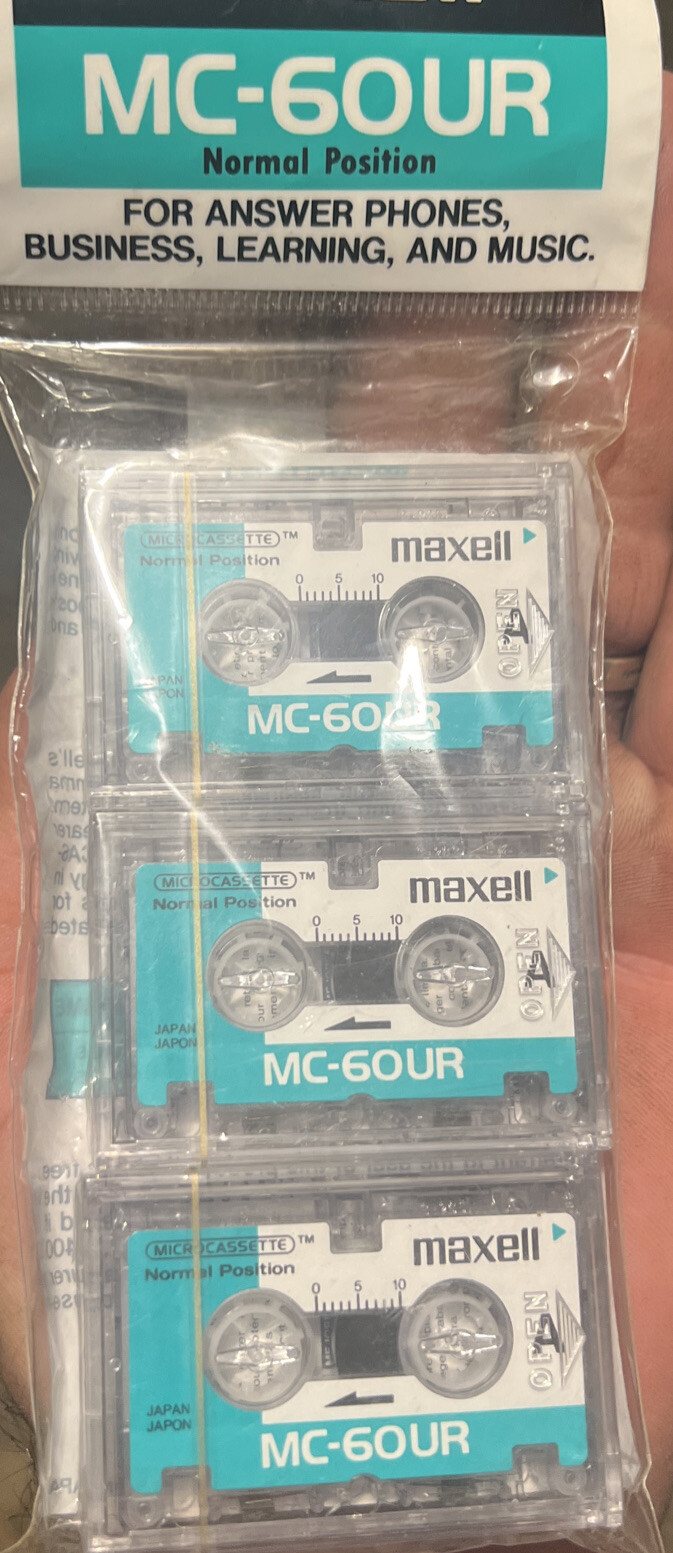 MC-60UR
Normal Position
FOR ANSWER PHONES,
BUSINESS, LEARNING, AND MUSIC.
MICROCASSETTE™
maxell
Normal Position
0 5 10
OPEN
JAPAN
JAPON
MC-60UR
MICROCASSETTE™
maxell
Normal Position
0 5 10
OPEN
JAPAN
JAPON
MC-60UR
MICROCASSETTE™
maxell
Normal Position
0 5 10
OPEN
JAPAN
JAPON
MC-60UR